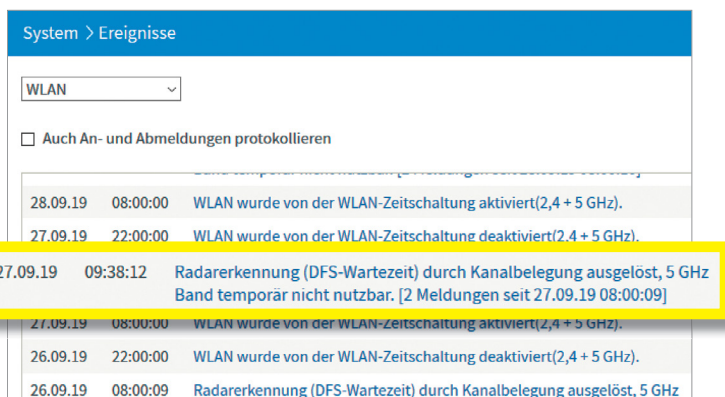 System > Ereignisse
WLAN
Auch An- und Abmeldungen protokollieren
28.09.19 08:00:00 WLAN wurde von der WLAN-Zeitschaltung aktiviert(2,4 + 5 GHz).
27.09.19 22:00:00 WLAN wurde von der WLAN-Zeitschaltung deaktiviert(2,4 + 5 GHz).
27.09.19 09:38:12 Radarerkennung (DFS-Wartezeit) durch Kanalbelegung ausgelöst, 5 GHz
Band temporär nicht nutzbar. [2 Meldungen seit 27.09.19 08:00:09]
27.09.19 08:00:00 WLAN wurde von der WLAN-Zeitschaltung aktiviert(2,4 + 5 GHz).
26.09.19 22:00:00 WLAN wurde von der WLAN-Zeitschaltung deaktiviert(2,4 + 5 GHz).
26.09.19 08:00:09 Radarerkennung (DFS-Wartezeit) durch Kanalbelegung ausgelöst, 5 GHz